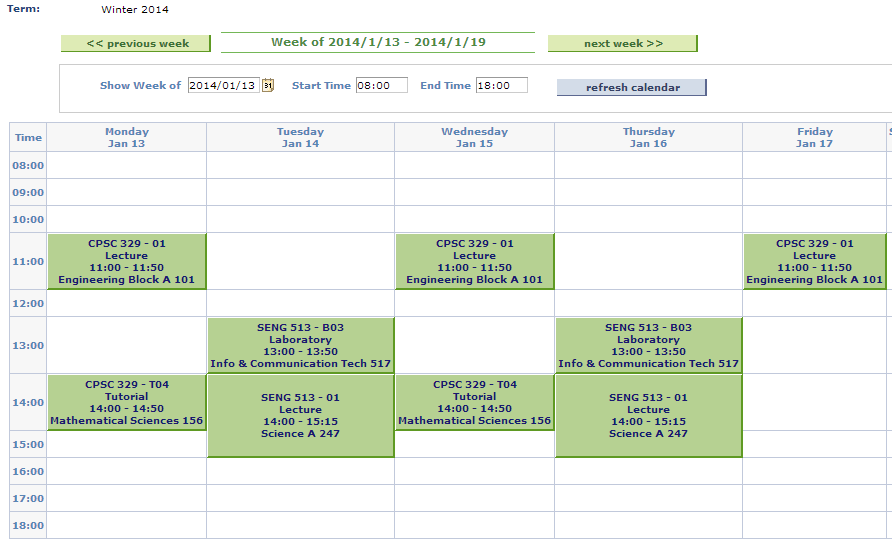 Term: Winter 2014
<< previous week Week of 2014/1/13 - 2014/1/19 next week >>
Show Week of 2014/01/13 31 Start Time 08:00 End Time 18:00 refresh calendar
Time Monday Tuesday Wednesday Thursday Friday
Jan 13 Jan 14 Jan 15 Jan 16 Jan 17
08:00
09:00
10:00
11:00
CPSC 329 - 01
Lecture
11:00 - 11:50
Engineering Block A 101
CPSC 329 - 01
Lecture
11:00 - 11:50
Engineering Block A 101
CPSC 329 - 01
Lecture
11:00 - 11:50
Engineering Block A 101
12:00
13:00
SENG 513 - B03
Laboratory
13:00 - 13:50
Info & Communication Tech 517
SENG 513 - B03
Laboratory
13:00 - 13:50
Info & Communication Tech 517
14:00
CPSC 329 - T04
Tutorial
14:00 - 14:50
Mathematical Sciences 156
SENG 513 - 01
Lecture
14:00 - 15:15
Science A 247
CPSC 329 - T04
Tutorial
14:00 - 14:50
Mathematical Sciences 156
SENG 513 - 01
Lecture
14:00 - 15:15
Science A 247
15:00
16:00
17:00
18:00